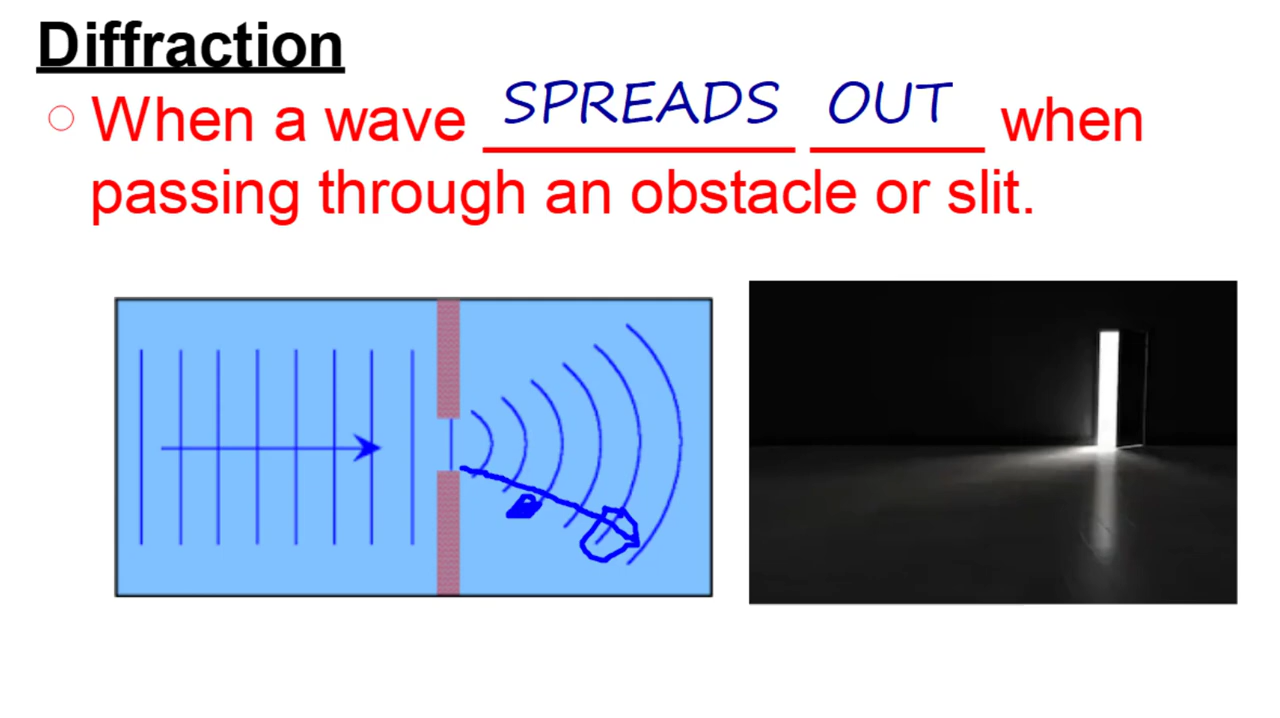 Diffraction
When a wave SPREADS OUT when
passing through an obstacle or slit.